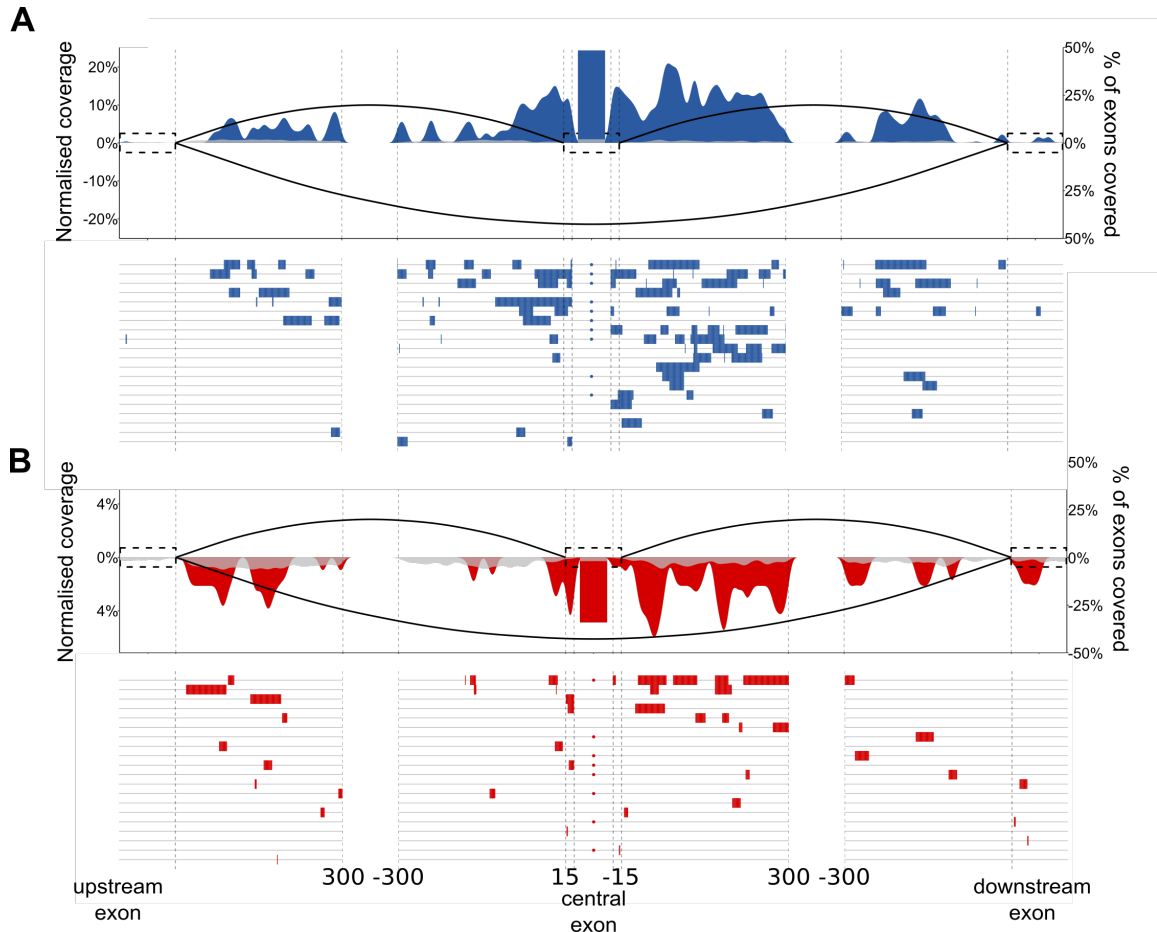 A
Normalised coverage
20%
10%
0%
-10%
-20%
50%
25%
0%
25%
50%
% of exons covered
B
Normalised coverage
4%
0%
4%
50%
25%
0%
-25%
-50%
% of exons covered
300 -300 15 -15 300 -300
upstream exon
central exon
downstream exon